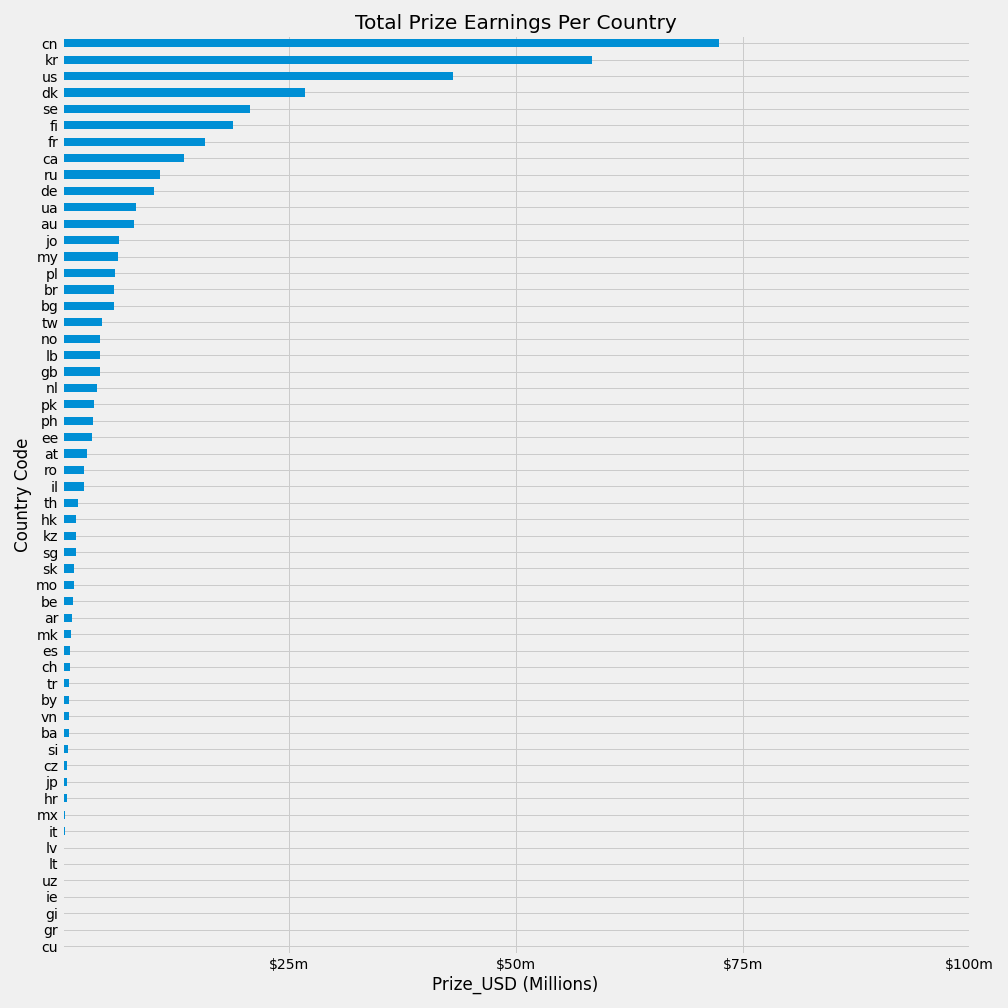 Total Prize Earnings Per Country
cn
kr
us
dk
se
fi
fr
ca
ru
de
ua
au
jo
my
pl
br
bg
tw
no
lb
gb
nl
pk
ph
ee
at
ro
il
th
hk
kz
sg
sk
mo
be
ar
mk
es
ch
tr
by
vn
ba
si
cz
jp
hr
mx
it
lv
lt
uz
ie
gi
gr
cu
Country Code
$25m $50m $75m $100m
Prize_USD (Millions)